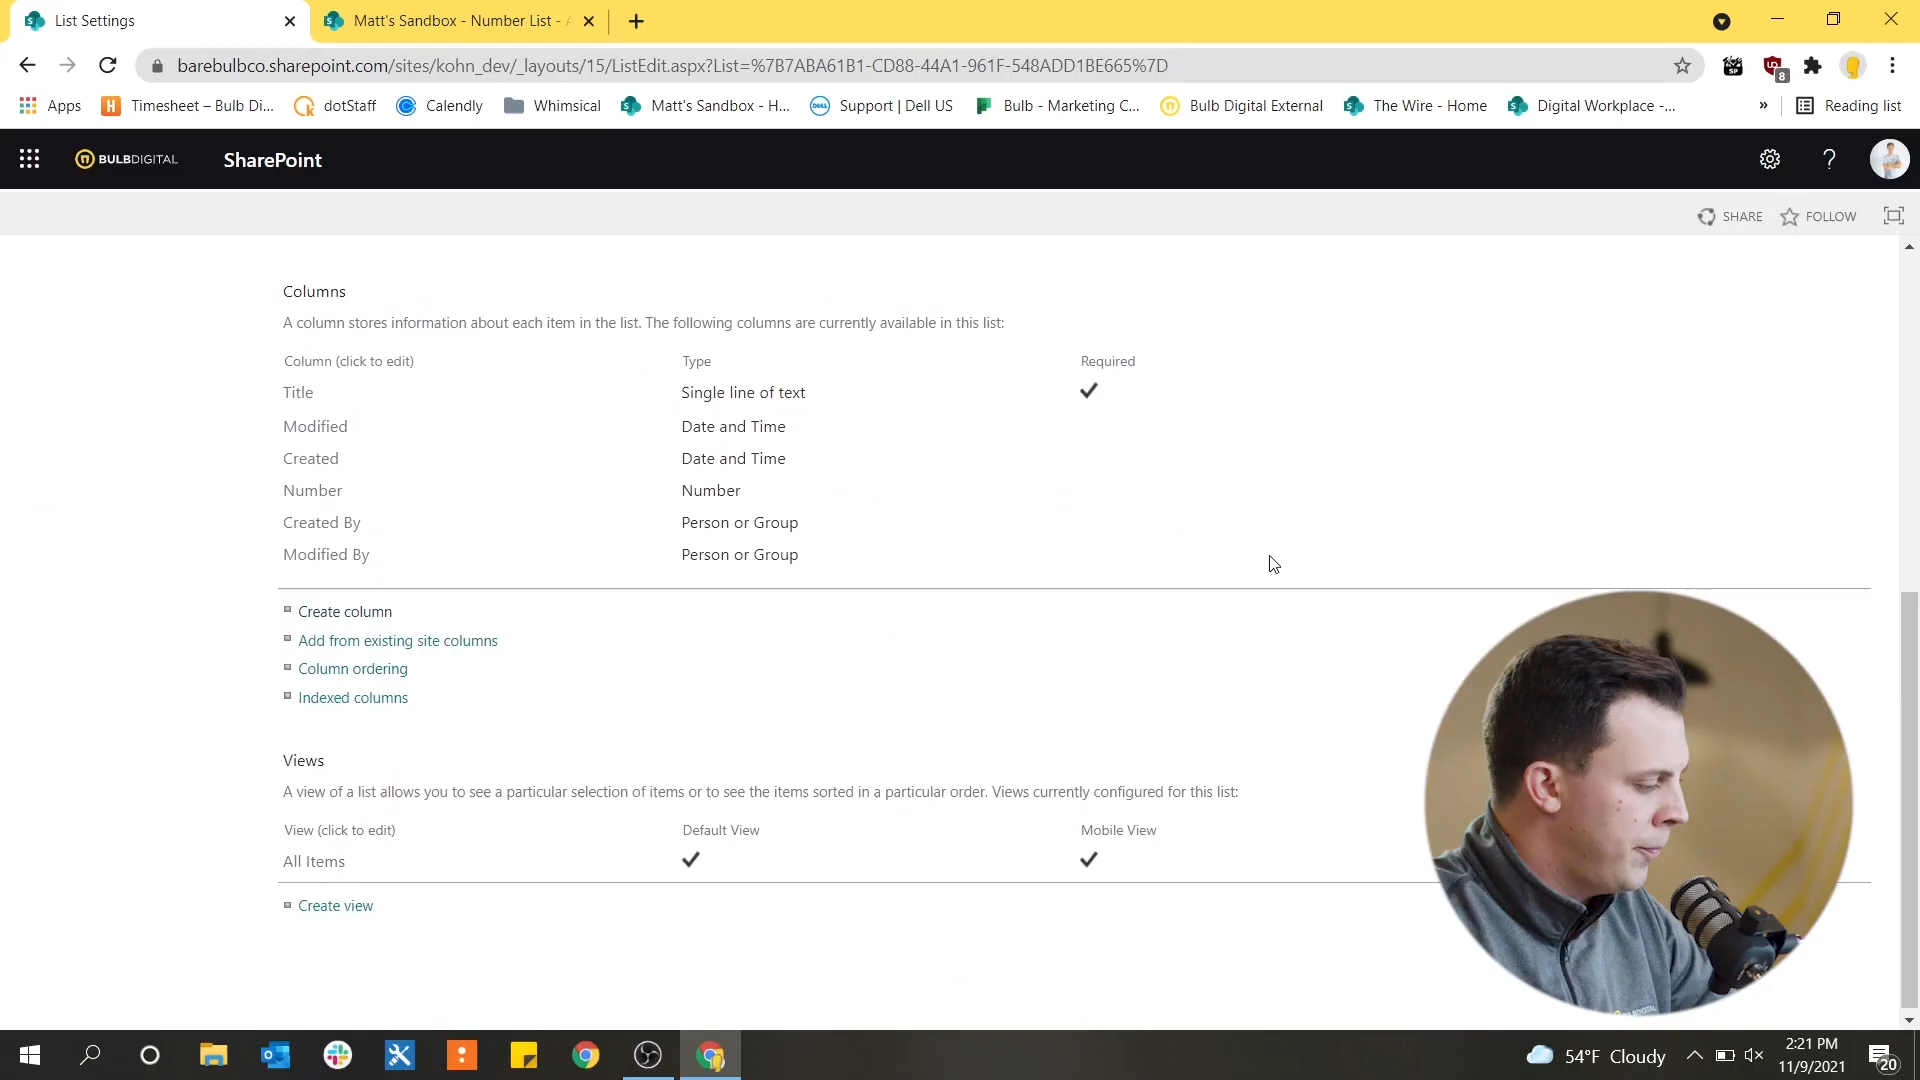 List Settings
Matt's Sandbox - Number List -
barebulbco.sharepoint.com/sites/kohn_dev/_layouts/15/ListEdit.aspx?List=%7B7ABA61B1-CD88-44A1-961F-548ADD1BE665%7D
8
Apps Timesheet – Bulb Di... dotStaff Calendly Whimsical Matt's Sandbox - H... Support | Dell US Bulb - Marketing C... Bulb Digital External The Wire - Home Digital Workplace -... » Reading list
BULBDIGITAL SharePoint ?
SHARE FOLLOW
Columns
A column stores information about each item in the list. The following columns are currently available in this list:
Column (click to edit) Type Required
Title Single line of text
Modified Date and Time
Created Date and Time
Number Number
Created By Person or Group
Modified By Person or Group
Create column
Add from existing site columns
Column ordering
Indexed columns
Views
A view of a list allows you to see a particular selection of items or to see the items sorted in a particular order. Views currently configured for this list:
View (click to edit) Default View Mobile View
All Items
Create view
54°F Cloudy
2:21 PM
11/9/2021
20